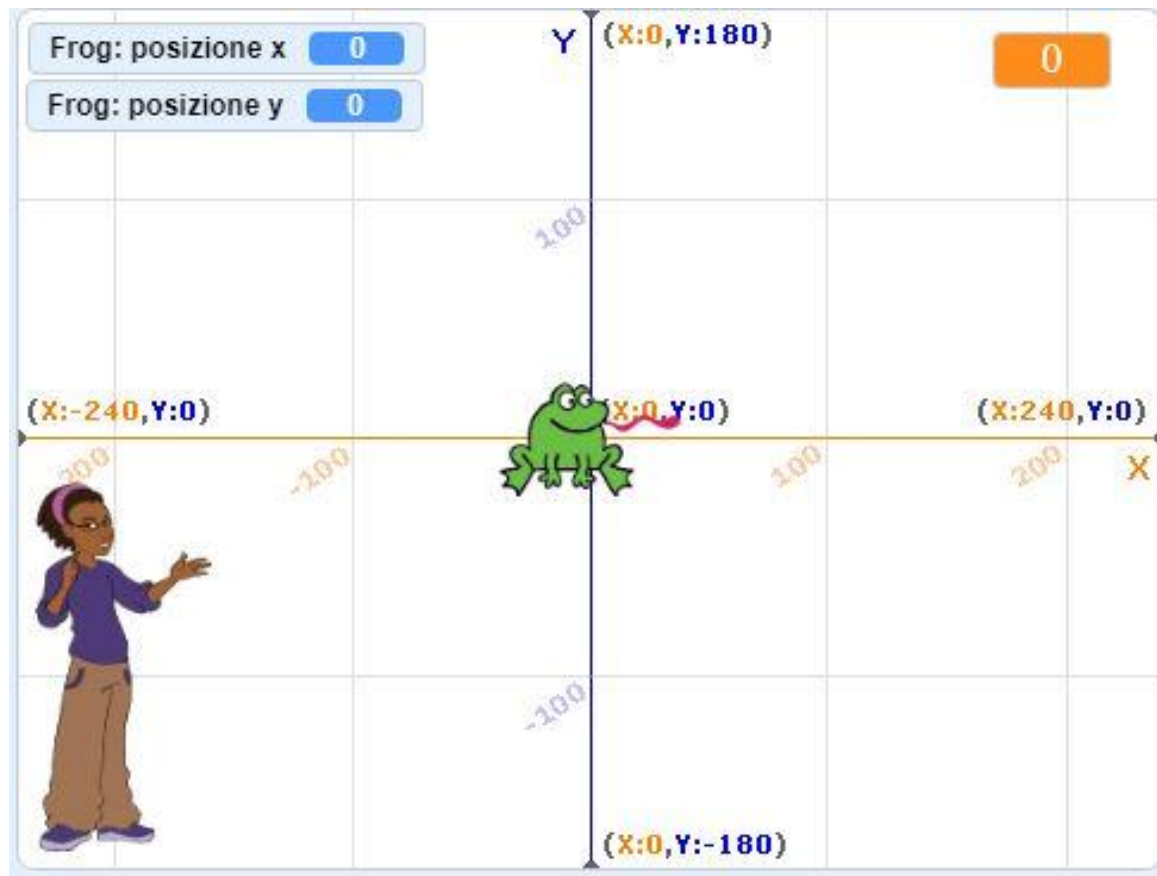 Frog: posizione x 0
Frog: posizione y 0
Y
(X:0,Y:180)
0
100
(X:-240,Y:0)
(X:0,Y:0)
(X:240,Y:0)
-200
-100
100
200
X
-100
(X:0,Y:-180)